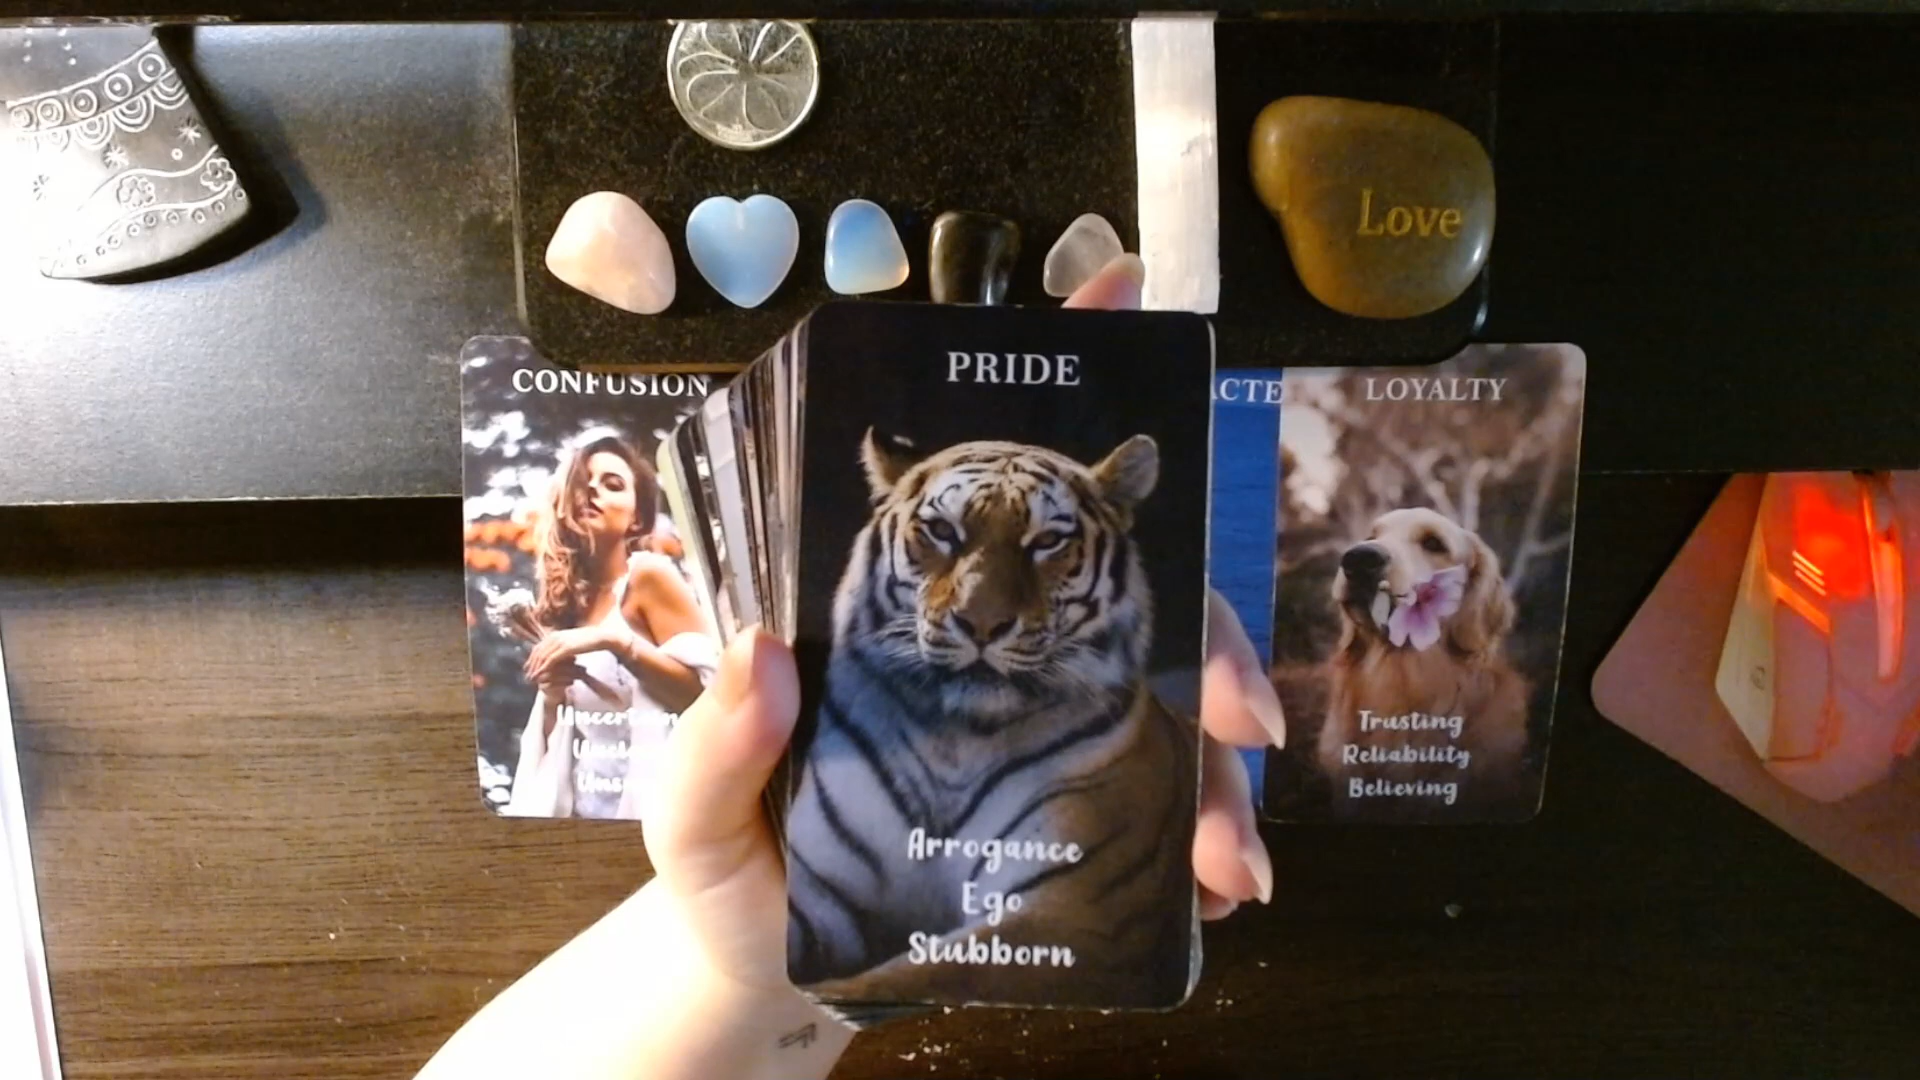 Love
CONFUSION
PRIDE
LOYALTY
Trusting
Reliability
Believing
Arrogance
Ego
Stubborn